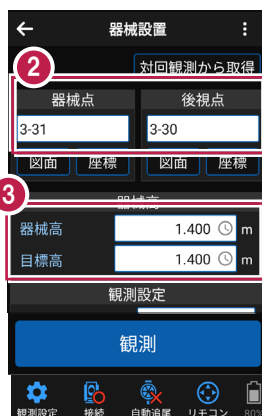 器械設置
2
対回観測から取得
器械点 後視点
3-31 3-30
図面 座標 図面 座標
3
器械高
器械高 1.400 m
目標高 1.400 m
観測設定
観測
観測設定 接続 自動追尾 リモコン 80%